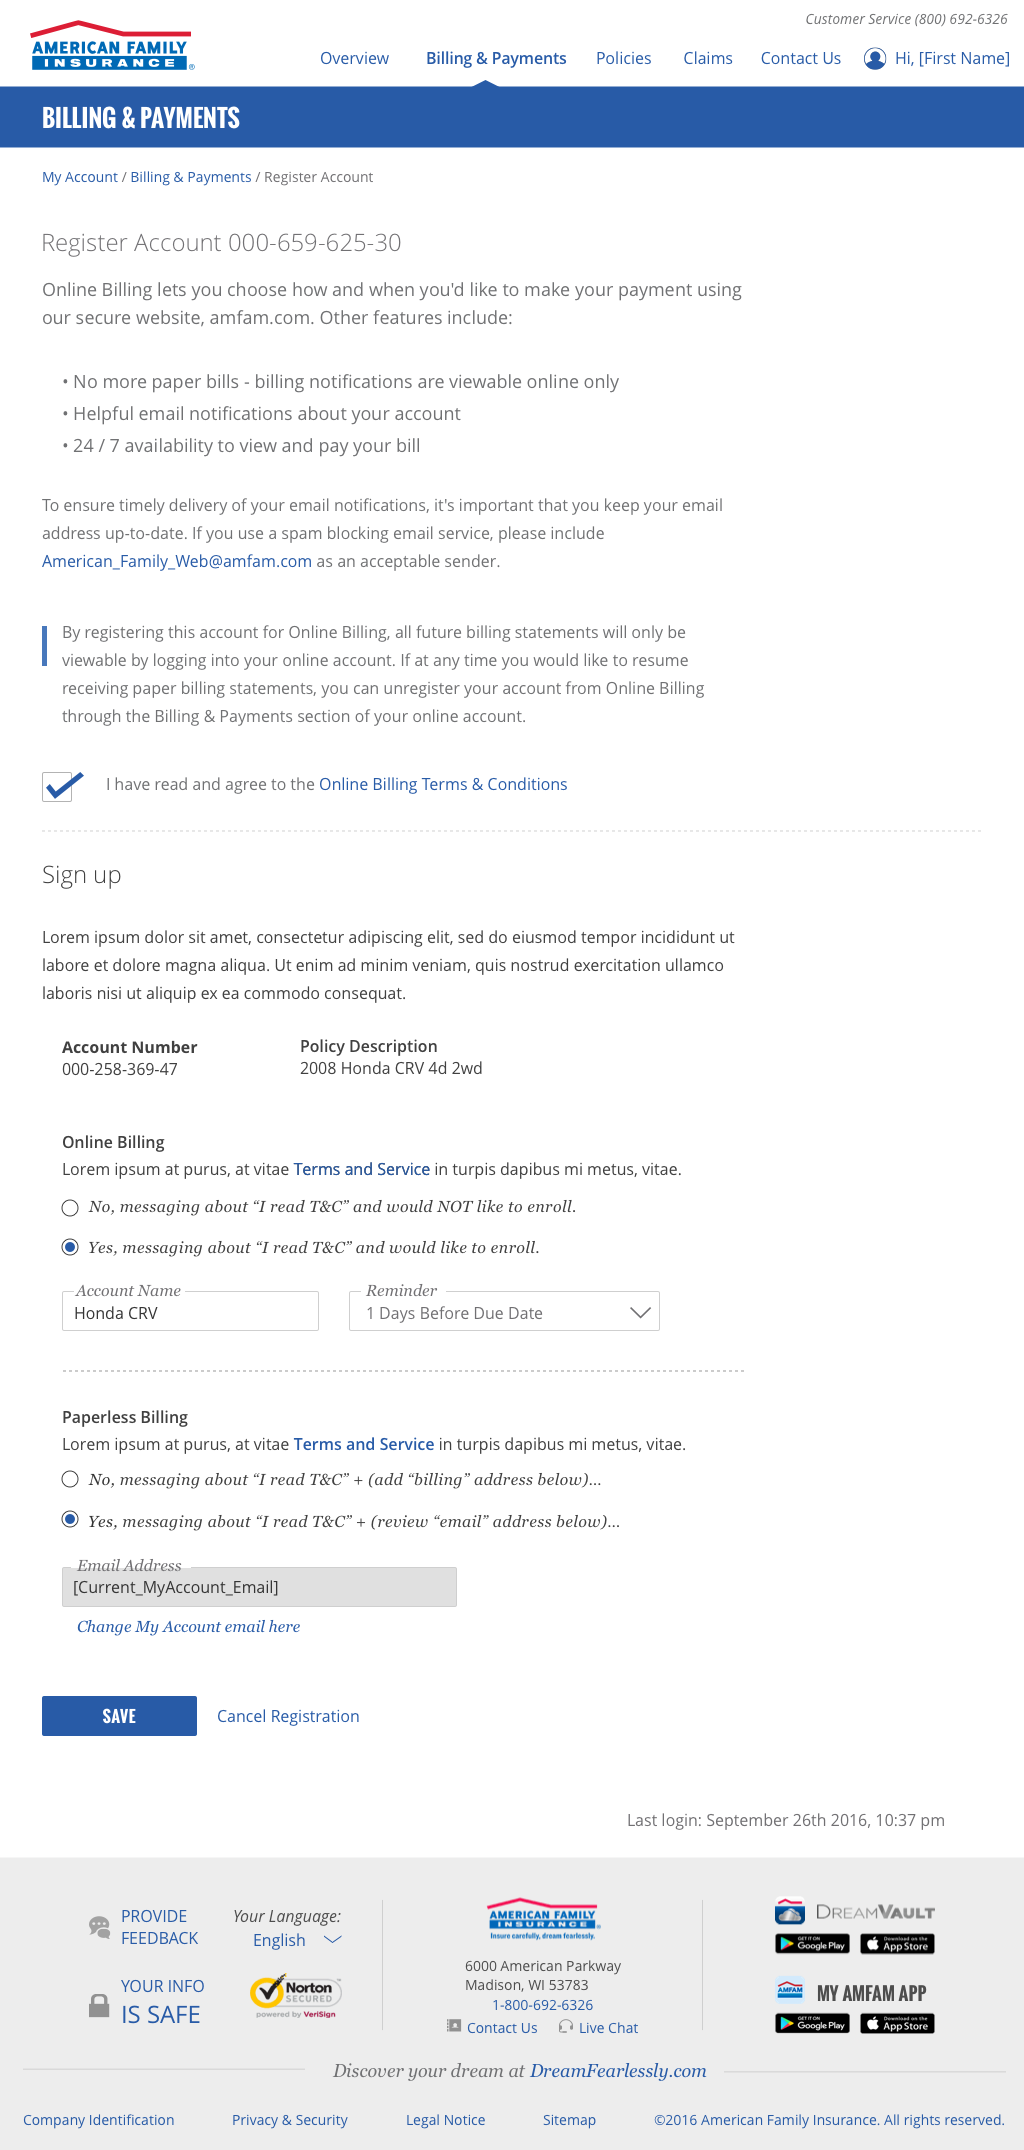 Customer Service (800) 692-6326
AMERICAN FAMILY
INSURANCE ®
Overview Billing & Payments Policies Claims Contact Us Hi, [First Name]
BILLING & PAYMENTS
My Account / Billing & Payments / Register Account
Register Account 000-659-625-30
Online Billing lets you choose how and when you'd like to make your payment using
our secure website, amfam.com. Other features include:
• No more paper bills - billing notifications are viewable online only
• Helpful email notifications about your account
• 24 / 7 availability to view and pay your bill
To ensure timely delivery of your email notifications, it's important that you keep your email
address up-to-date. If you use a spam blocking email service, please include
American_Family_Web@amfam.com as an acceptable sender.
By registering this account for Online Billing, all future billing statements will only be
viewable by logging into your online account. If at any time you would like to resume
receiving paper billing statements, you can unregister your account from Online Billing
through the Billing & Payments section of your online account.
I have read and agree to the Online Billing Terms & Conditions
Sign up
Lorem ipsum dolor sit amet, consectetur adipiscing elit, sed do eiusmod tempor incididunt ut
labore et dolore magna aliqua. Ut enim ad minim veniam, quis nostrud exercitation ullamco
laboris nisi ut aliquip ex ea commodo consequat.
Account Number Policy Description
000-258-369-47 2008 Honda CRV 4d 2wd
Online Billing
Lorem ipsum at purus, at vitae Terms and Service in turpis dapibus mi metus, vitae.
No, messaging about “I read T&C” and would NOT like to enroll.
Yes, messaging about “I read T&C” and would like to enroll.
Account Name Reminder
Honda CRV 1 Days Before Due Date
Paperless Billing
Lorem ipsum at purus, at vitae Terms and Service in turpis dapibus mi metus, vitae.
No, messaging about “I read T&C” + (add “billing” address below)...
Yes, messaging about “I read T&C” + (review “email” address below)...
Email Address
[Current_MyAccount_Email]
Change My Account email here
SAVE Cancel Registration
Last login: September 26th 2016, 10:37 pm
PROVIDE
FEEDBACK
Your Language:
English
YOUR INFO
IS SAFE
Norton
SECURED
powered by VeriSign
AMERICAN FAMILY
INSURANCE ®
Insure carefully, dream fearlessly.
6000 American Parkway
Madison, WI 53783
1-800-692-6326
Contact Us Live Chat
DREAMVAULT
GET IT ON
Google Play
Download on the
App Store
AMFAM
MY AMFAM APP
GET IT ON
Google Play
Download on the
App Store
Discover your dream at DreamFearlessly.com
Company Identification Privacy & Security Legal Notice Sitemap ©2016 American Family Insurance. All rights reserved.